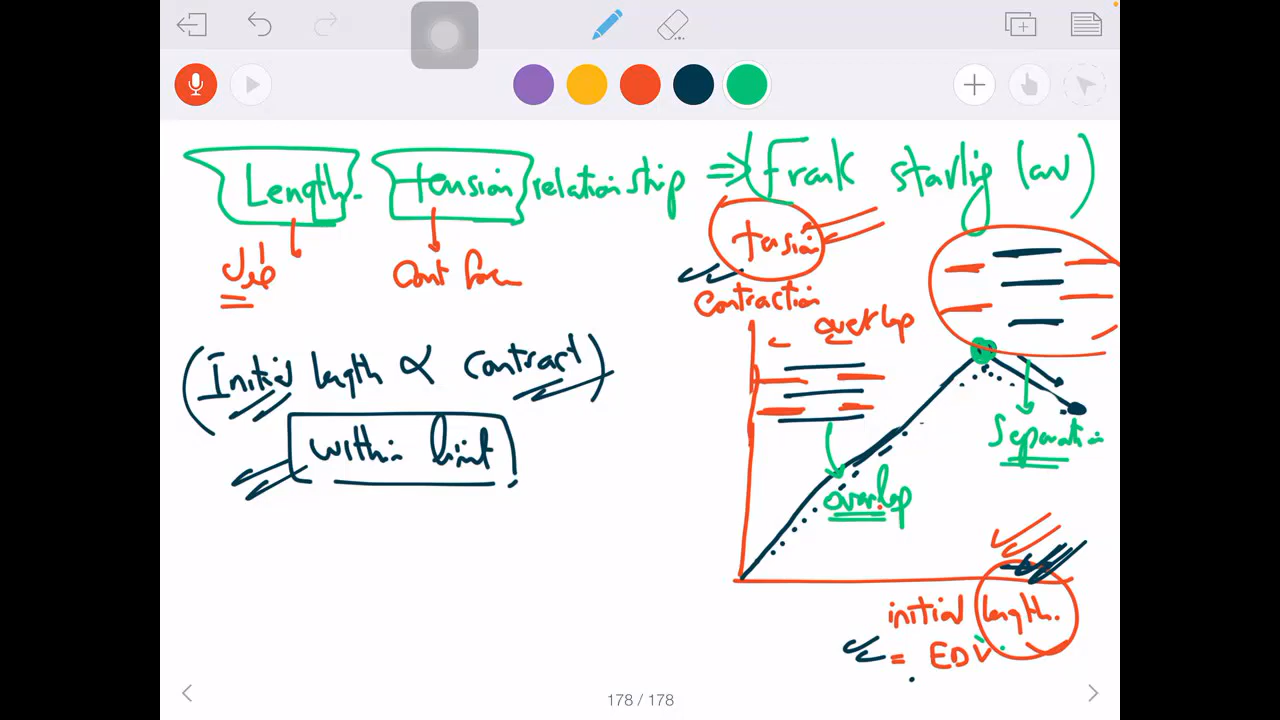 Length. tension relationship ⇒ (Frank starling law)
طول
Cont force
(Initial length ∝ contract)
within limit
tension
contraction
overlap
overlap
Separation
initial length.
= EDV
178 / 178